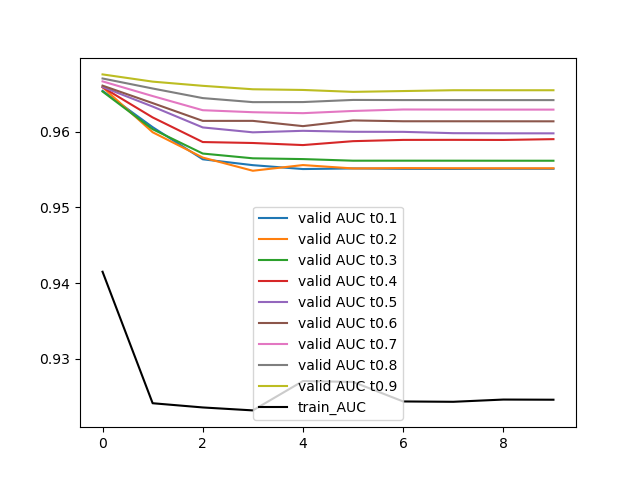 0.96
0.95
0.94
0.93
valid AUC t0.1
valid AUC t0.2
valid AUC t0.3
valid AUC t0.4
valid AUC t0.5
valid AUC t0.6
valid AUC t0.7
valid AUC t0.8
valid AUC t0.9
train_AUC
0 2 4 6 8